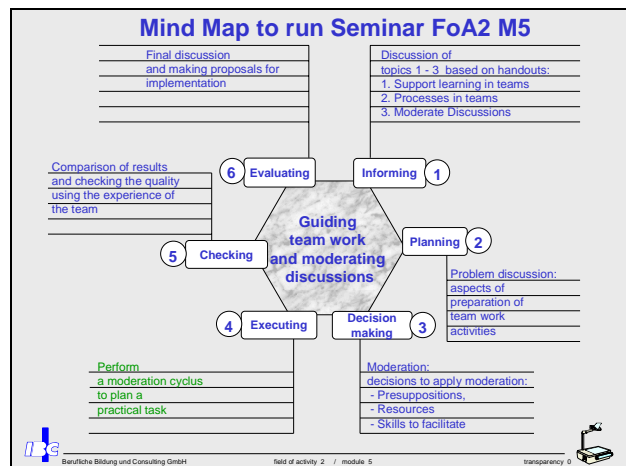 Mind Map to run Seminar FoA2 M5
Final discussion
and making proposals for
implementation
Discussion of
topics 1 - 3 based on handouts:
1. Support learning in teams
2. Processes in teams
3. Moderate Discussions
6 Evaluating
Informing 1
Comparison of results
and checking the quality
using the experience of
the team
5 Checking
Guiding
team work
and moderating
discussions
Planning 2
Problem discussion:
aspects of
preparation of
team work
activities
4 Executing
Decision
making 3
Perform
a moderation cyclus
to plan a
practical task
Moderation:
decisions to apply moderation:
- Presuppositions,
- Resources
- Skills to facilitate
IBC
Berufliche Bildung und Consulting GmbH field of activity 2 / module 5 transparency 0